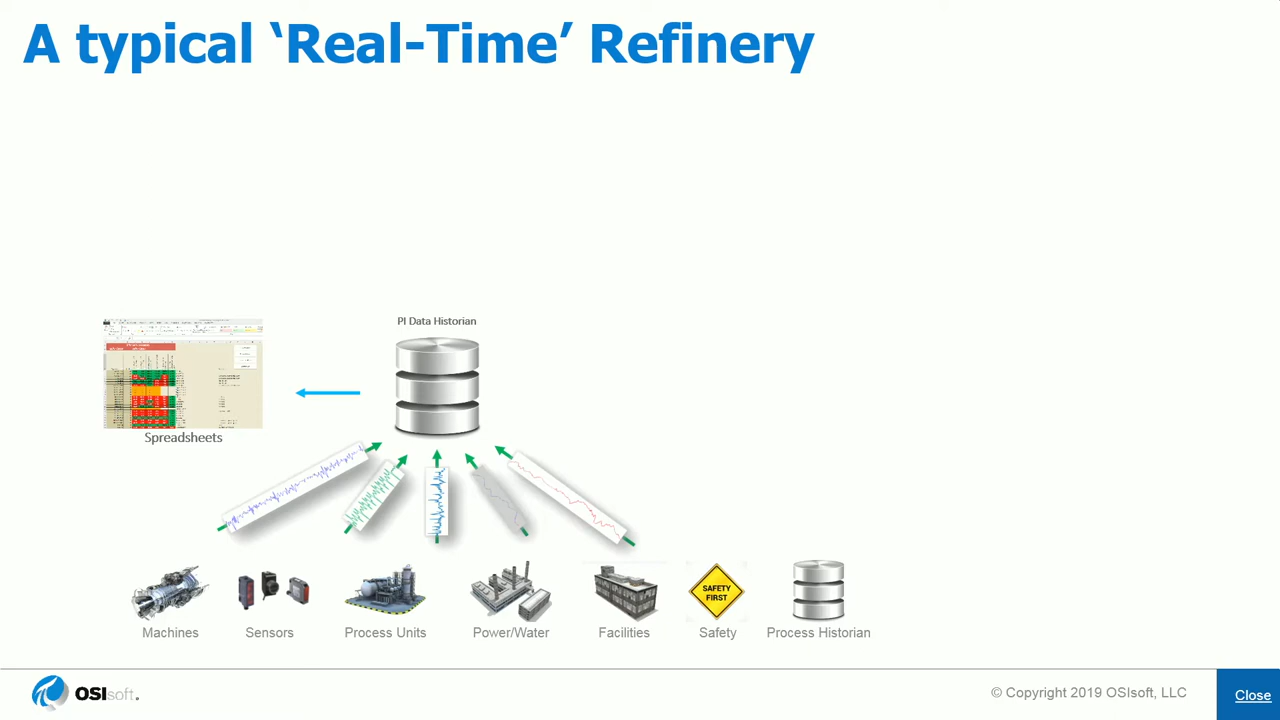 A typical ‘Real-Time’ Refinery
PI Data Historian
Spreadsheets
SAFETY
FIRST
Machines
Sensors
Process Units
Power/Water
Facilities
Safety
Process Historian
OSIsoft.
© Copyright 2019 OSIsoft, LLC
Close